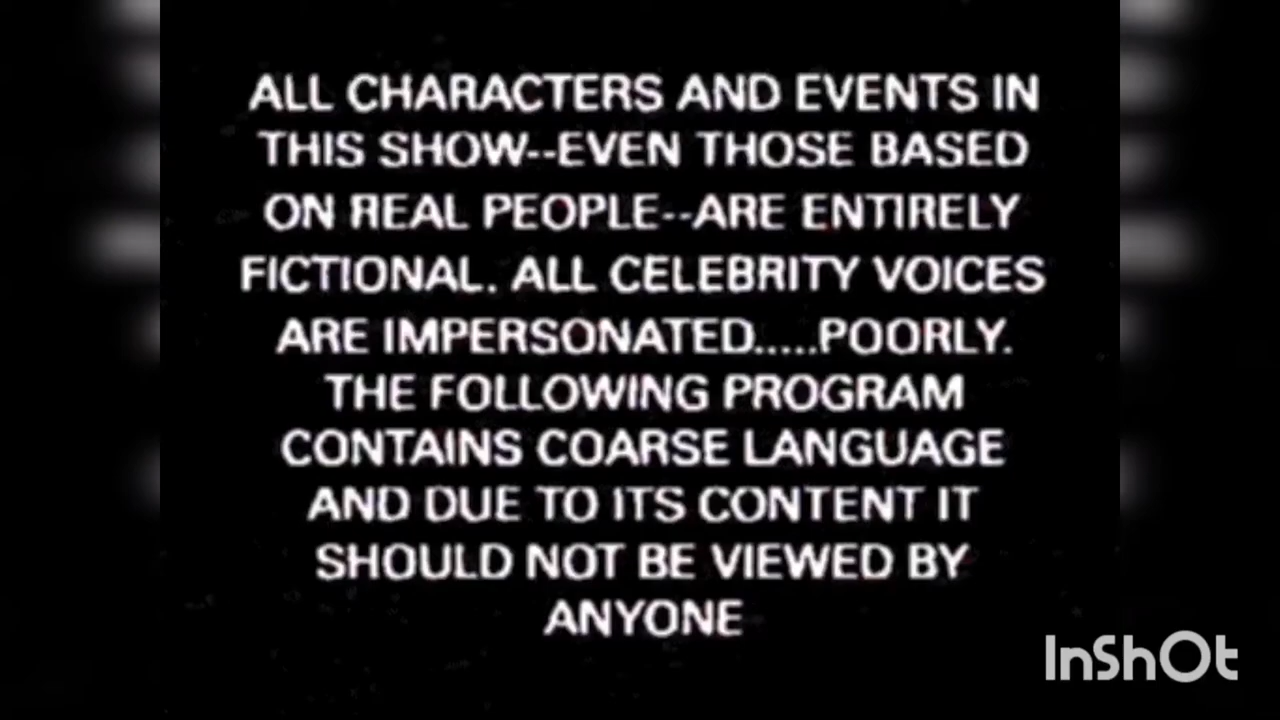 ALL CHARACTERS AND EVENTS IN
THIS SHOW--EVEN THOSE BASED
ON REAL PEOPLE--ARE ENTIRELY
FICTIONAL. ALL CELEBRITY VOICES
ARE IMPERSONATED.....POORLY.
THE FOLLOWING PROGRAM
CONTAINS COARSE LANGUAGE
AND DUE TO ITS CONTENT IT
SHOULD NOT BE VIEWED BY
ANYONE
InShOt